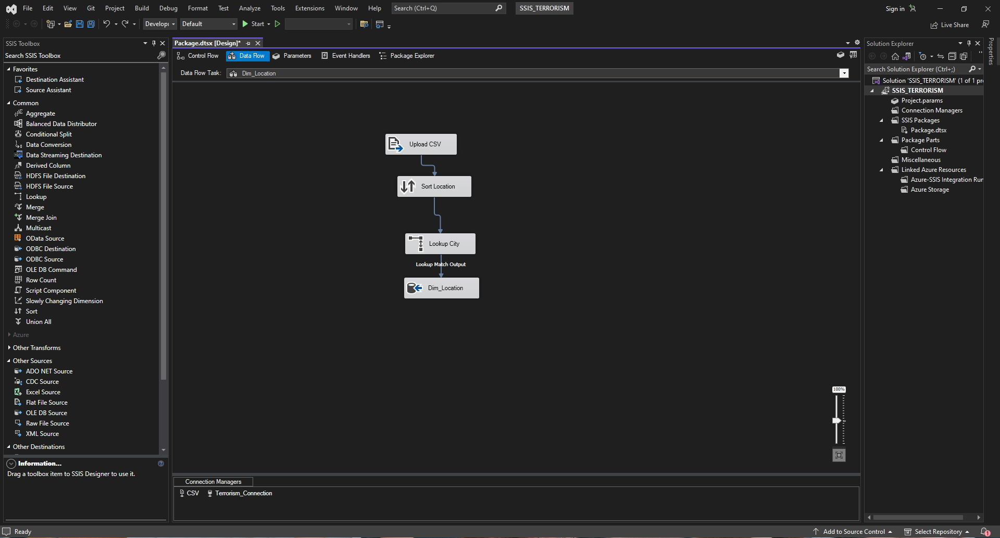 File Edit View Git Project Build Debug Format Test Analyze Tools Extensions Window Help Search (Ctrl+Q) SSIS_TERRORISM Sign in
Developi Default Start Live Share
SSIS Toolbox
Search SSIS Toolbox
Favorites
Destination Assistant
Source Assistant
Common
Aggregate
Balanced Data Distributor
Conditional Split
Data Conversion
Data Streaming Destination
Derived Column
HDFS File Destination
HDFS File Source
Lookup
Merge
Merge Join
Multicast
OData Source
ODBC Destination
ODBC Source
OLE DB Command
Row Count
Script Component
Slowly Changing Dimension
Sort
Union All
Azure
Other Transforms
Other Sources
ADO NET Source
CDC Source
Excel Source
Flat File Source
OLE DB Source
Raw File Source
XML Source
Other Destinations
Information...
Drag a toolbox item to SSIS Designer to use it.
Package.dtsx [Design]*
Control Flow Data Flow Parameters Event Handlers Package Explorer
Data Flow Task: Dim_Location
Upload CSV
Sort Location
Lookup City
Lookup Match Output
Dim_Location
100%
Connection Managers
CSV Terrorism_Connection
Solution Explorer
Search Solution Explorer (Ctrl+;)
Solution 'SSIS_TERRORISM' (1 of 1 pr
SSIS_TERRORISM
Project.params
Connection Managers
SSIS Packages
Package.dtsx
Package Parts
Control Flow
Miscellaneous
Linked Azure Resources
Azure-SSIS Integration Run
Azure Storage
Properties
Ready Add to Source Control Select Repository 1